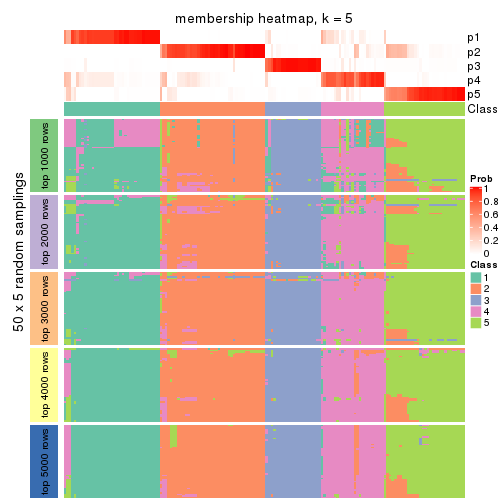 membership heatmap, k = 5
p1
p2
p3
p4
p5
Class
50 x 5 random samplings
top 1000 rows
top 2000 rows
top 3000 rows
top 4000 rows
top 5000 rows
Prob
1
0.8
0.6
0.4
0.2
0
Class
1
2
3
4
5